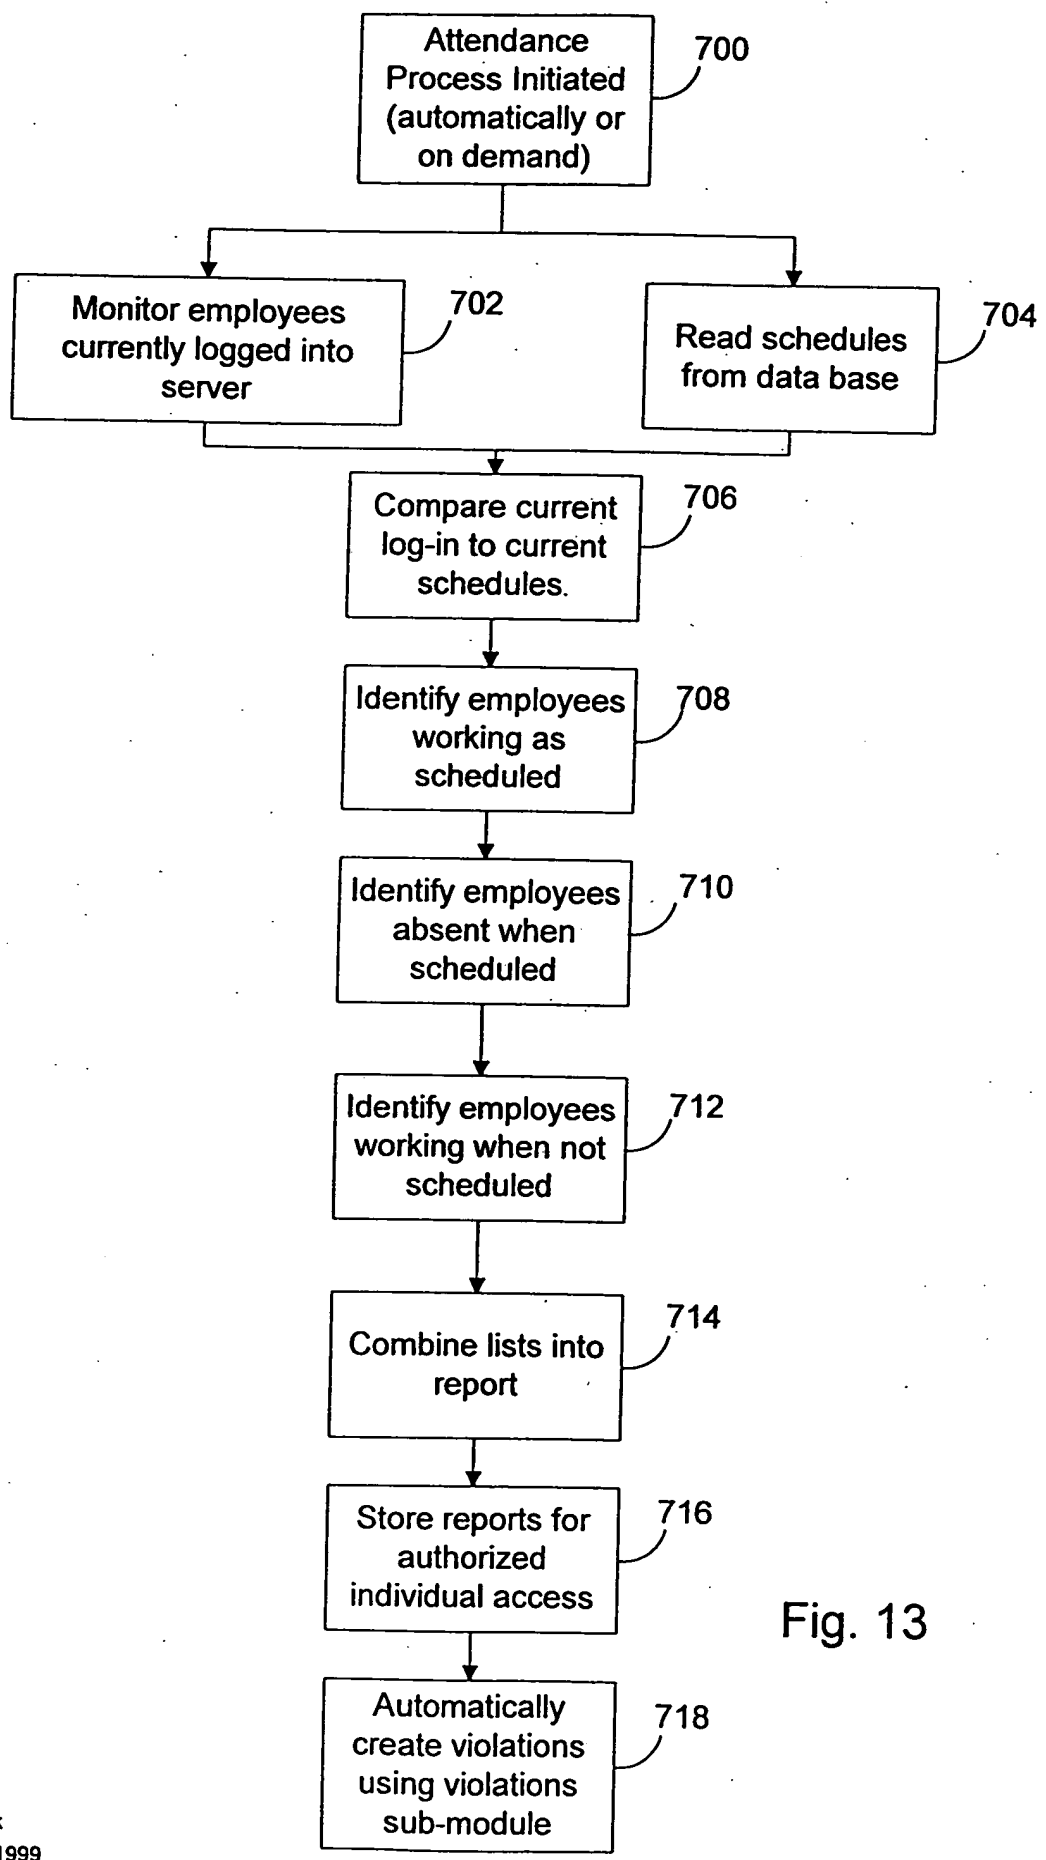 Attendance
Process Initiated
(automatically or
on demand)
700
Monitor employees
currently logged into
server
702
Read schedules
from data base
704
Compare current
log-in to current
schedules.
706
Identify employees
working as
scheduled
708
Identify employees
absent when
scheduled
710
Identify employees
working when not
scheduled
712
Combine lists into
report
714
Store reports for
authorized
individual access
716
Fig. 13
Automatically
create violations
using violations
sub-module
718
1999